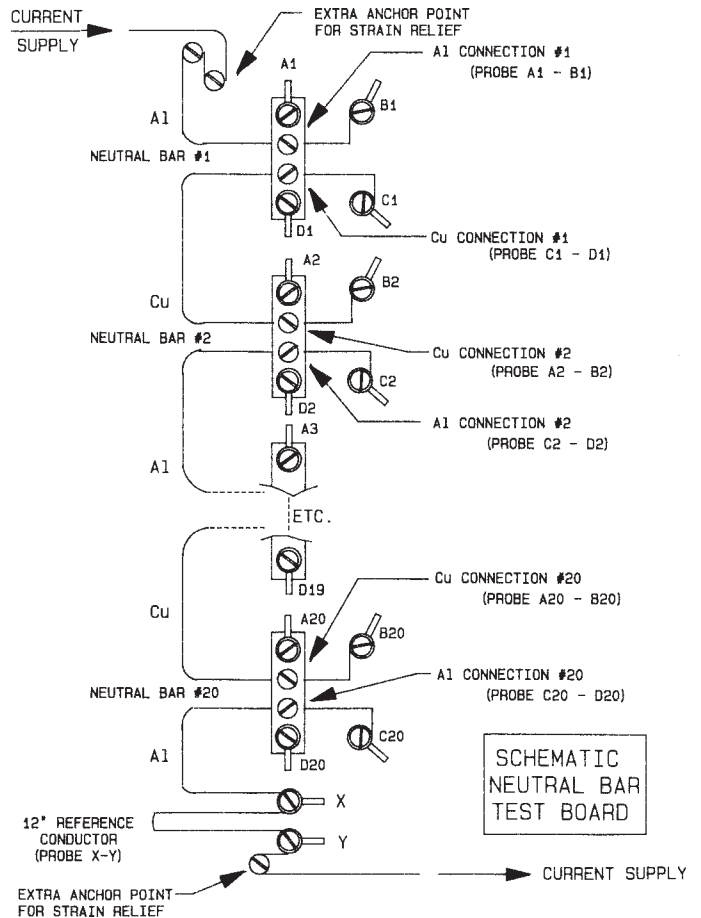 CURRENT
SUPPLY
EXTRA ANCHOR POINT
FOR STRAIN RELIEF
A1
Al CONNECTION #1
(PROBE A1 - B1)
B1
Al
NEUTRAL BAR #1
C1
D1
Cu CONNECTION #1
(PROBE C1 - D1)
A2
B2
Cu
NEUTRAL BAR #2
Cu CONNECTION #2
(PROBE A2 - B2)
C2
D2
A3
Al CONNECTION #2
(PROBE C2 - D2)
Al
ETC.
D19
Cu CONNECTION #20
(PROBE A20 - B20)
Cu
A20
B20
NEUTRAL BAR #20
Al CONNECTION #20
(PROBE C20 - D20)
C20
Al
D20
SCHEMATIC
NEUTRAL BAR
TEST BOARD
X
12" REFERENCE
CONDUCTOR
(PROBE X-Y)
Y
CURRENT SUPPLY
EXTRA ANCHOR POINT
FOR STRAIN RELIEF